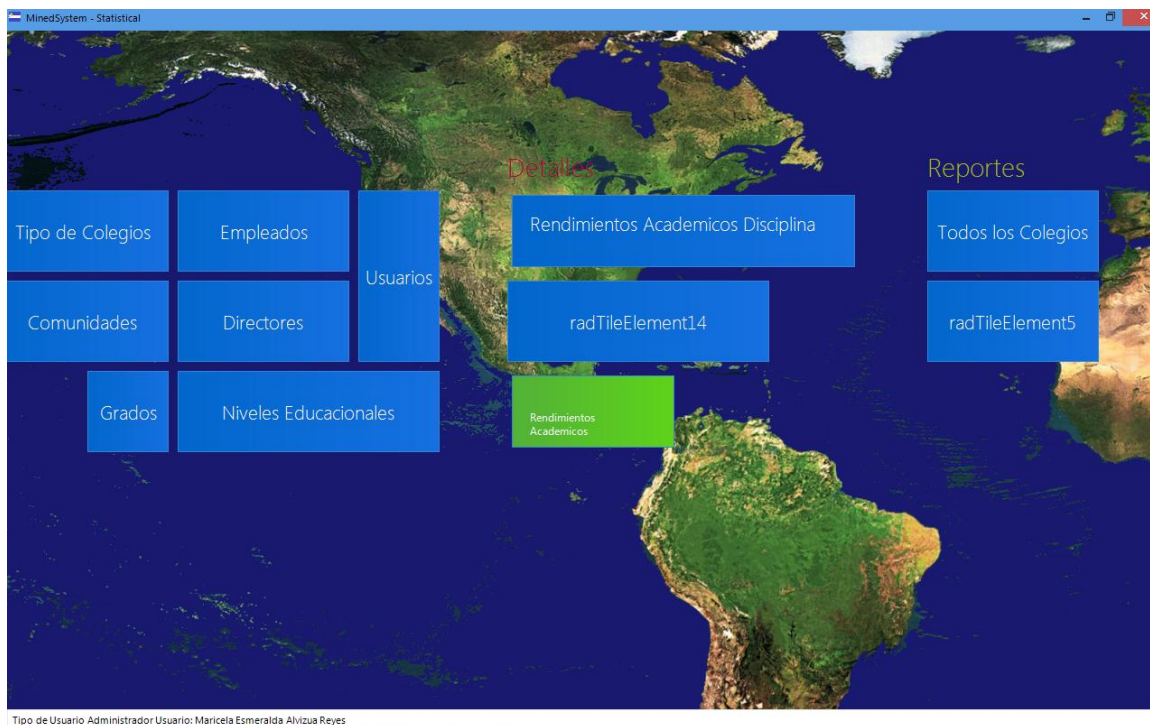 MinedSystem - Statistical
Detalles
Reportes
Tipo de Colegios
Empleados
Usuarios
Rendimientos Academicos Disciplina
Todos los Colegios
Comunidades
Directores
radTileElement14
radTileElement5
Grados
Niveles Educacionales
Rendimientos
Academicos
Tipo de Usuario Administrador Usuario: Maricela Esmeralda Alvizua Reyes